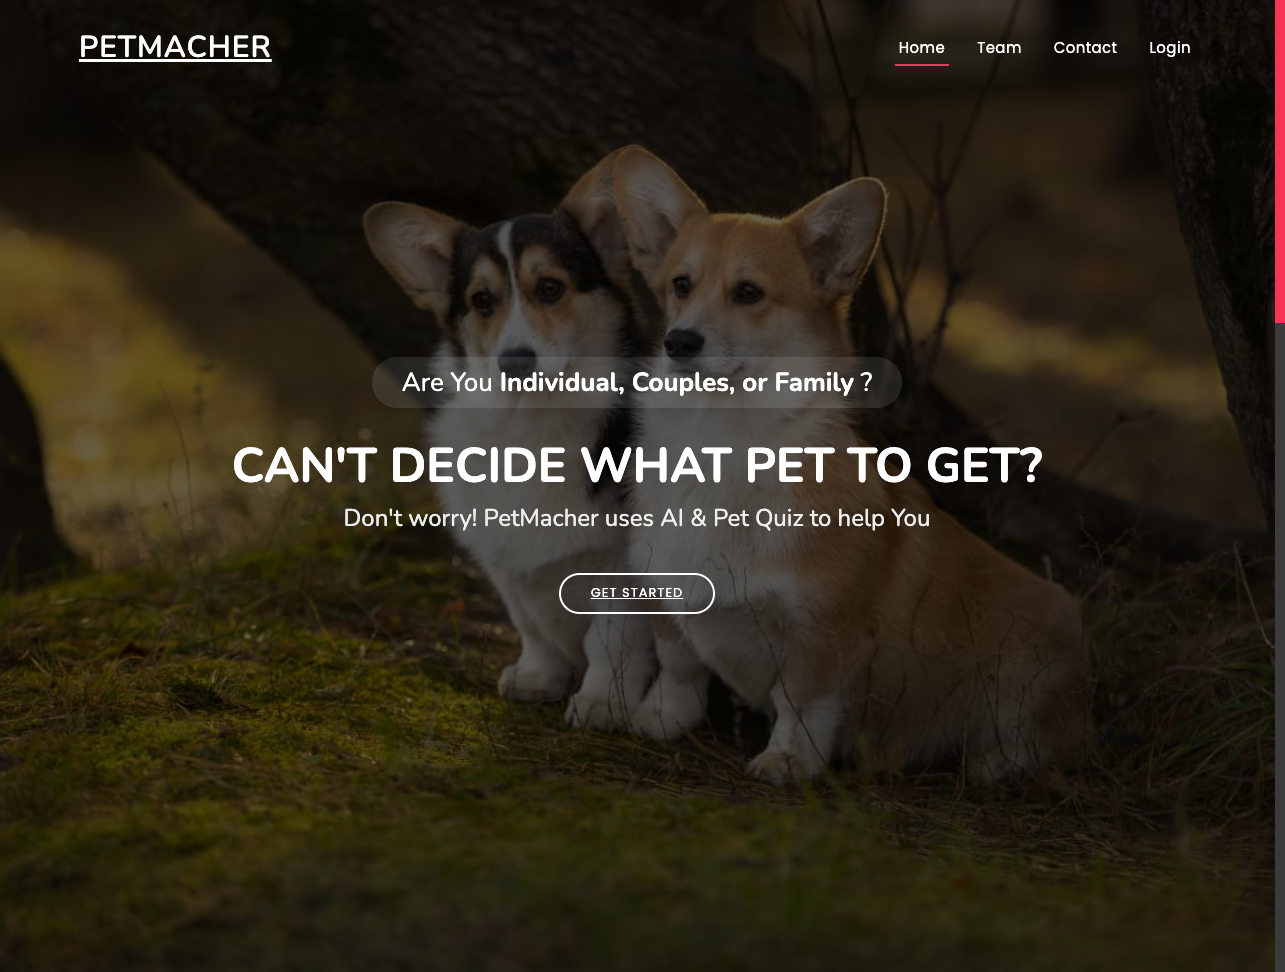 PETMACHER
Home Team Contact Login
Are You Individual, Couples, or Family ?
CAN'T DECIDE WHAT PET TO GET?
Don't worry! PetMacher uses AI & Pet Quiz to help You
GET STARTED